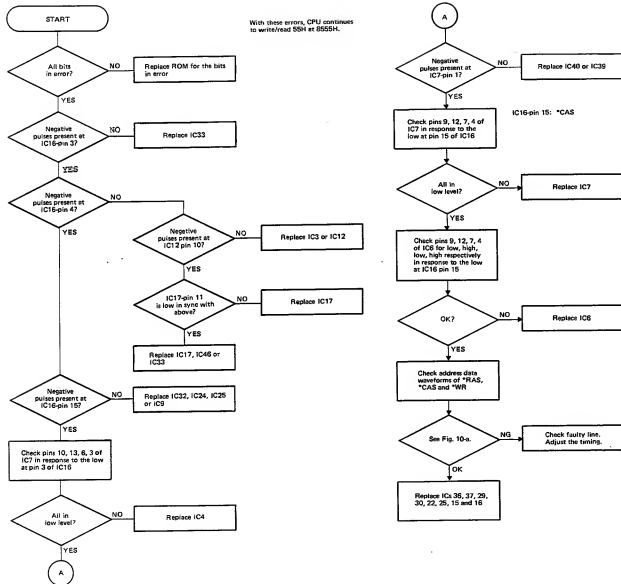 START
With these errors, CPU continues
to write/read 55H at 8555H.
All bits
in error?
NO
Replace ROM for the bits
in error
YES
Negative
pulses present at
IC16-pin 3?
NO
Replace IC33
YES
Negative
pulses present at
IC16-pin 4?
NO
YES
Negative
pulses present at
IC12 pin 10?
NO
Replace IC3 or IC12
YES
IC17-pin 11
is low in sync with
above?
NO
Replace IC17
YES
Replace IC17, IC46 or
IC33
Negative
pulses present at
IC16-pin 15?
NO
Replace IC32, IC24, IC25
or IC9
YES
Check pins 10, 13, 6, 3 of
IC7 in response to the low
at pin 3 of IC16
All in
low level?
NO
Replace IC4
YES
A
A
Negative
pulses present at
IC7-pin 1?
NO
Replace IC40 or IC39
YES
IC16-pin 15: *CAS
Check pins 9, 12, 7, 4 of
IC7 in response to the
low at pin 15 of IC16
All in
low level?
NO
Replace IC7
YES
Check pins 9, 12, 7, 4
of IC6 for low, high,
low, high respectively
in response to the low
at IC16 pin 15
OK?
NO
Replace IC6
YES
Check address data
waveforms of *RAS,
*CAS and *WR
See Fig. 10-a.
NG
Check faulty line.
Adjust the timing.
OK
Replace ICs 36, 37, 29,
30, 22, 25, 15 and 16